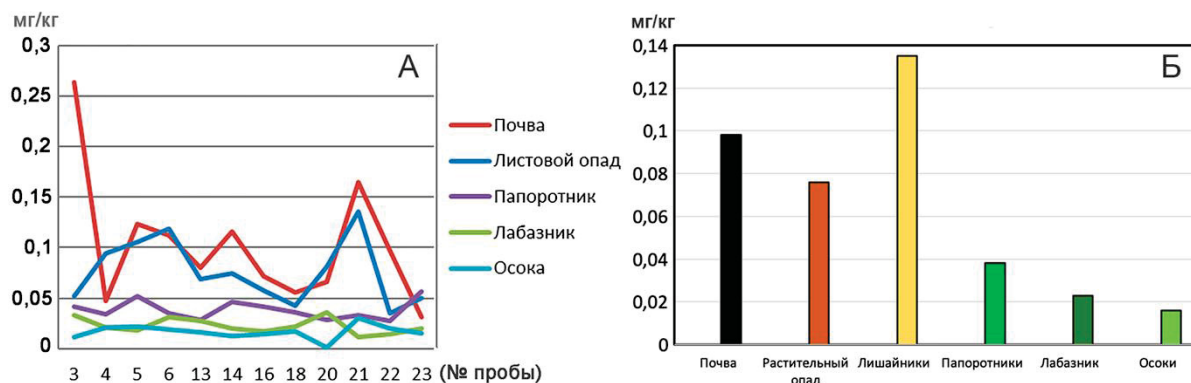 мг/кг
А
0,3
0,25
0,2
0,15
0,1
0,05
0
3 4 5 6 13 14 16 18 20 21 22 23 (№ пробы)
Почва
Листовой опад
Папоротник
Лабазник
Осока
мг/кг
Б
0,14
0,12
0,1
0,08
0,06
0,04
0,02
0
Почва Растительный опад Лишайники Папоротники Лабазник Осоки